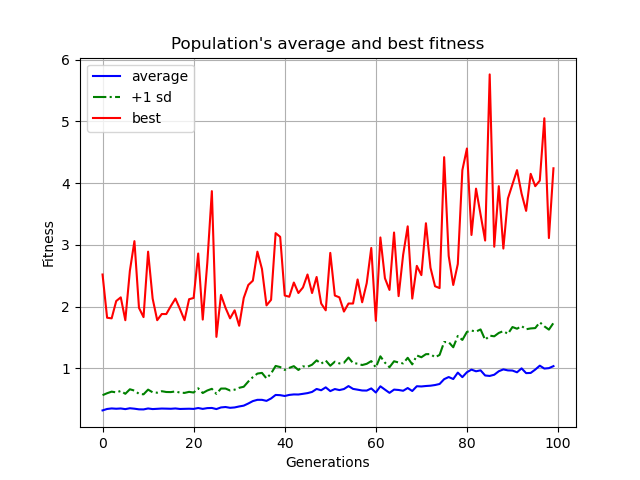 Population's average and best fitness
average
+1 sd
best
6
5
4
3
2
1
Fitness
0 20 40 60 80 100
Generations